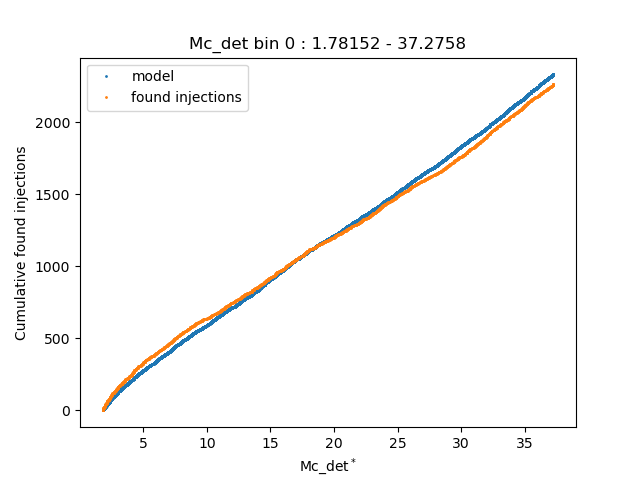 Mc_det bin 0 : 1.78152 - 37.2758
model
found injections
Cumulative found injections
2000
1500
1000
500
0
5 10 15 20 25 30 35
Mc_det*